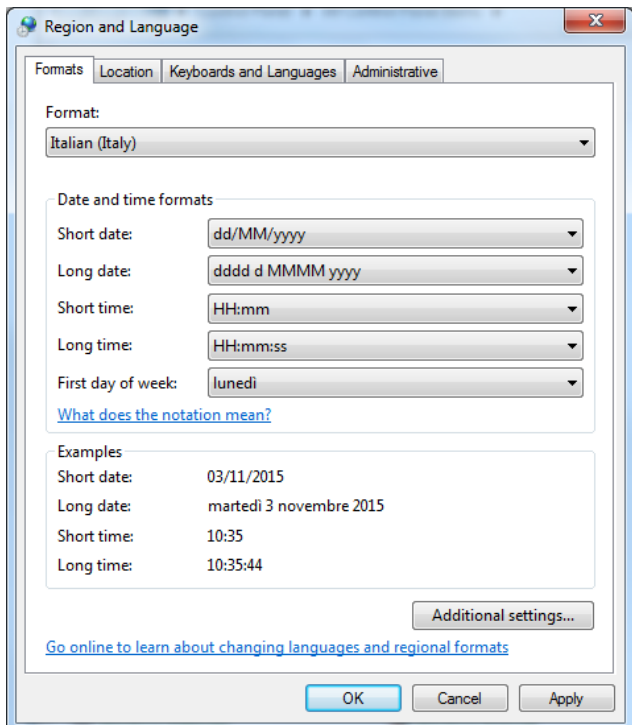 Region and Language
Formats Location Keyboards and Languages Administrative
Format:
Italian (Italy)
Date and time formats
Short date: dd/MM/yyyy
Long date: dddd d MMMM yyyy
Short time: HH:mm
Long time: HH:mm:ss
First day of week: lunedì
What does the notation mean?
Examples
Short date: 03/11/2015
Long date: martedì 3 novembre 2015
Short time: 10:35
Long time: 10:35:44
Additional settings...
Go online to learn about changing languages and regional formats
OK Cancel Apply